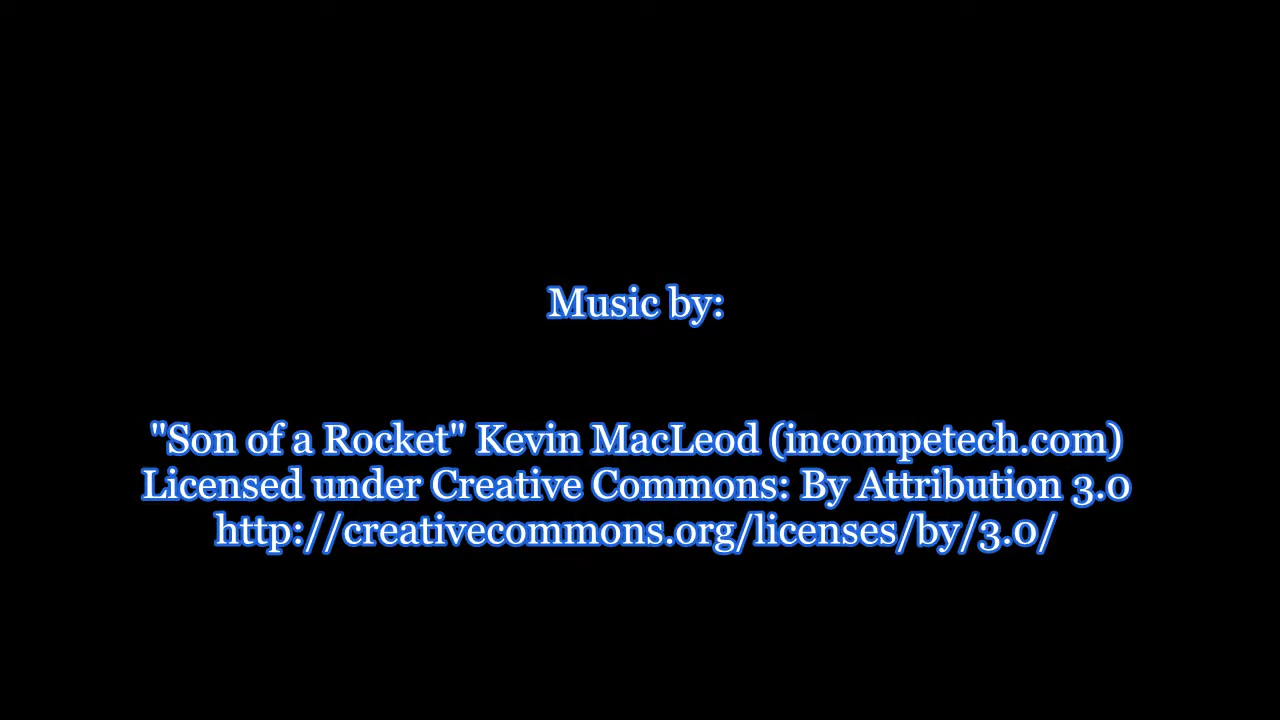 Music by:
"Son of a Rocket" Kevin MacLeod (incompetech.com)
Licensed under Creative Commons: By Attribution 3.0
http://creativecommons.org/licenses/by/3.0/